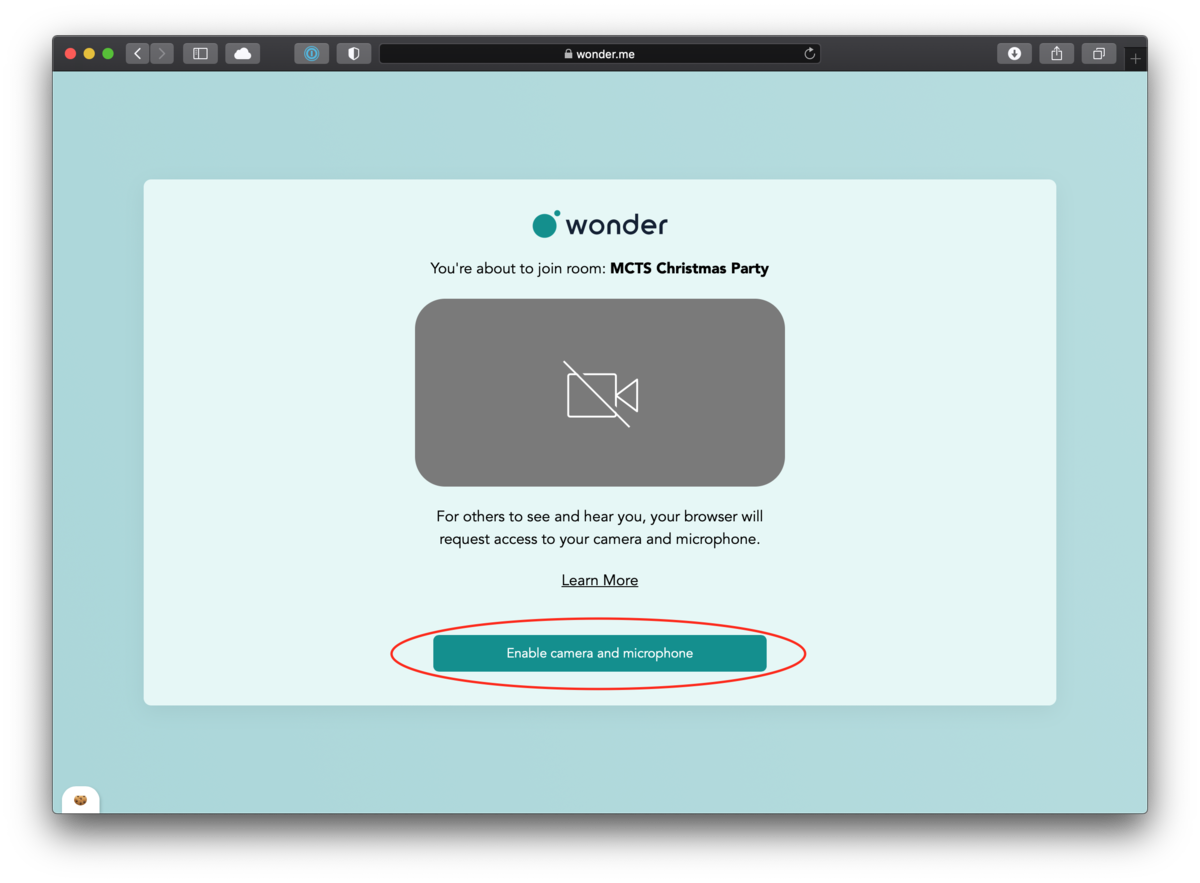 wonder.me
wonder
You're about to join room: MCTS Christmas Party
For others to see and hear you, your browser will
request access to your camera and microphone.
Learn More
Enable camera and microphone